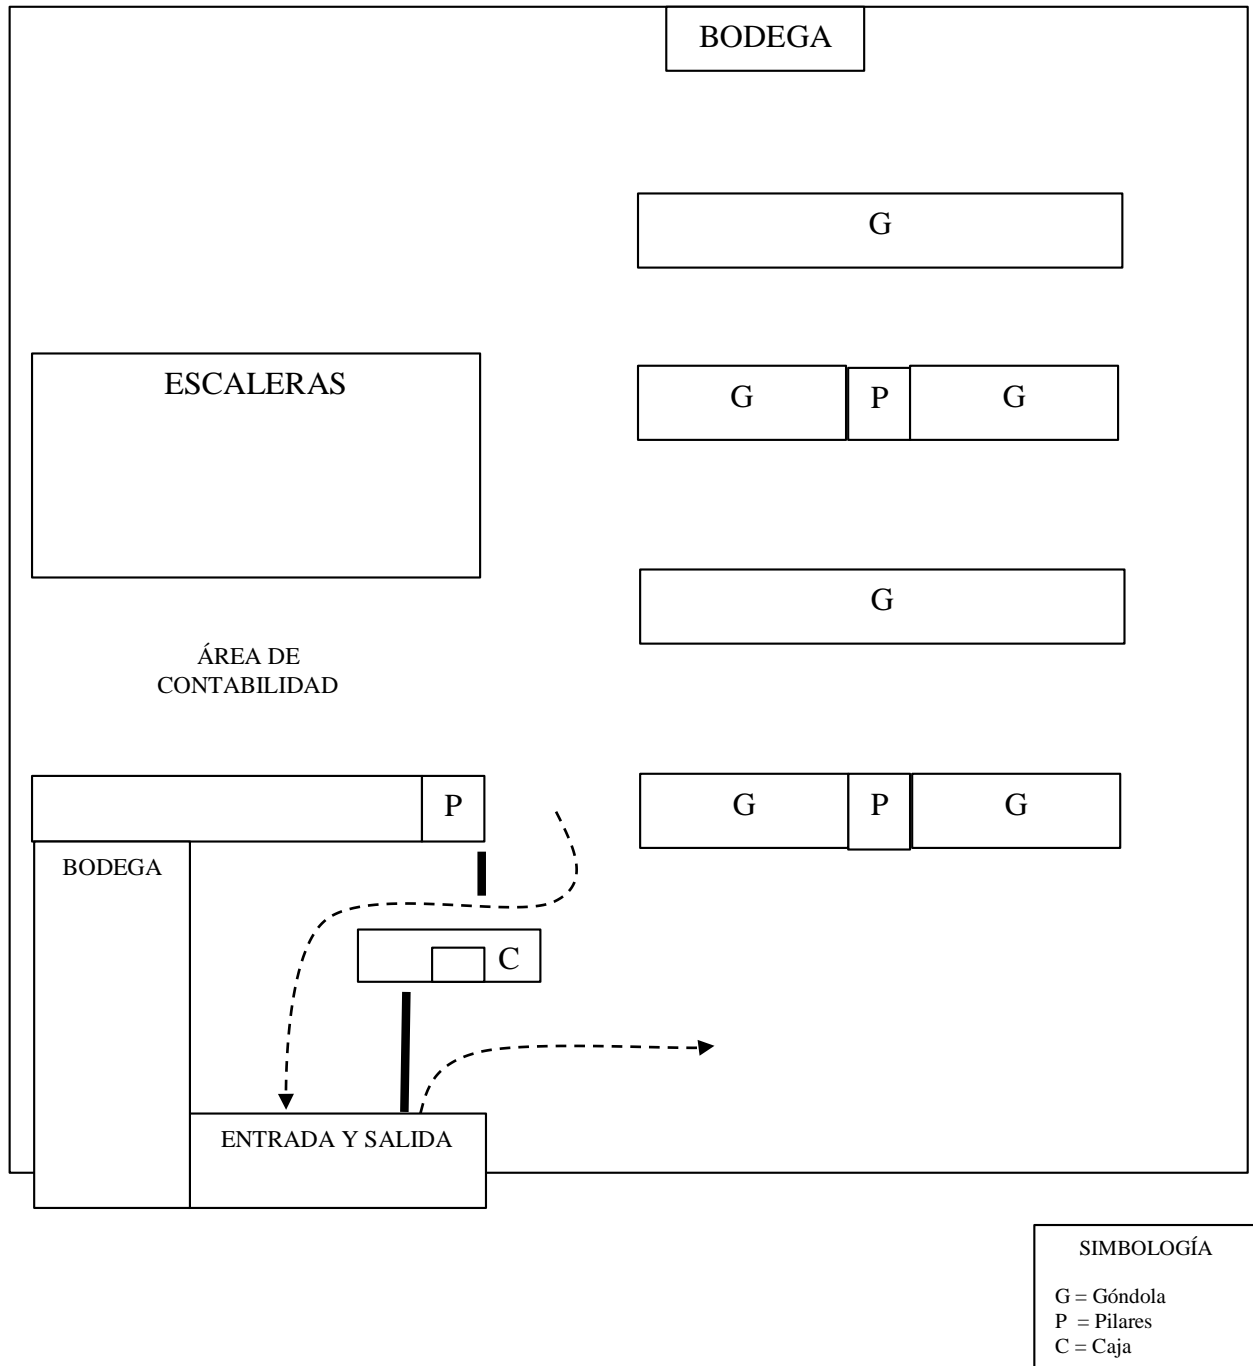 BODEGA
G
ESCALERAS
G P G
G
ÁREA DE
CONTABILIDAD
P
G P G
BODEGA
C
ENTRADA Y SALIDA
SIMBOLOGÍA
G = Góndola
P = Pilares
C = Caja